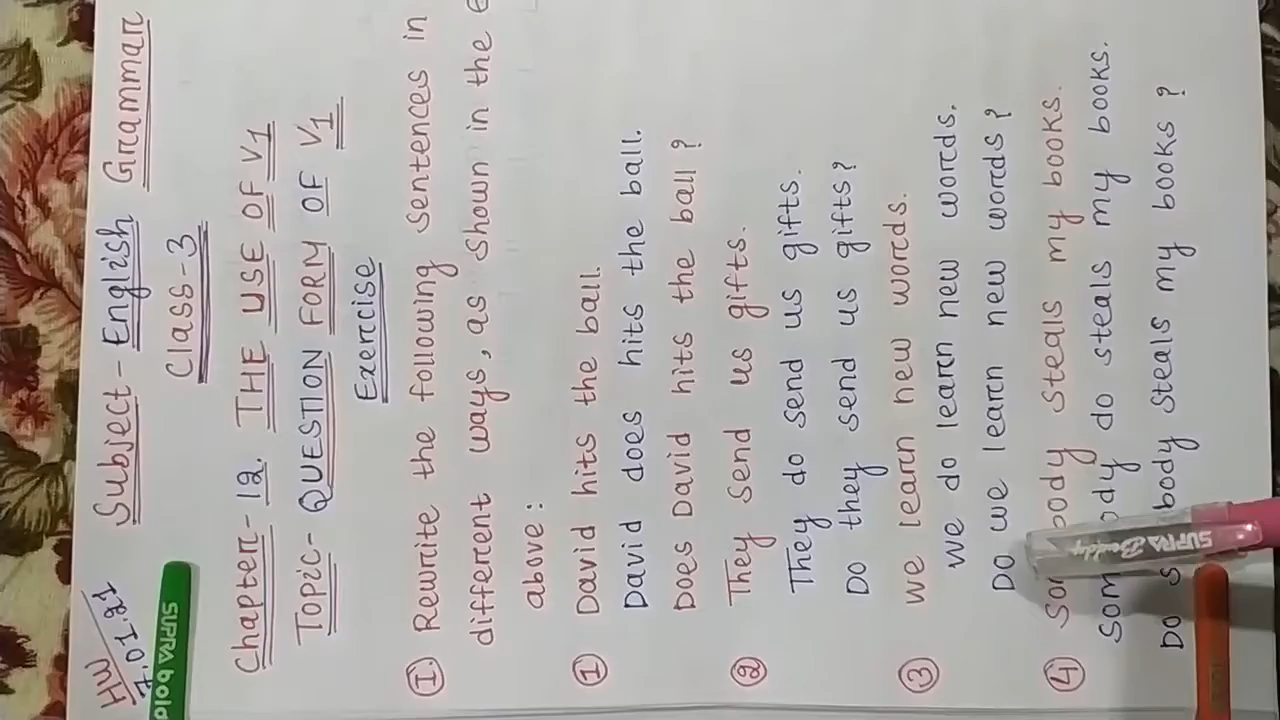 HW
7.01.21
Subject - English Grammar
Class-3
Chapter-12. THE USE OF V1
Topic- QUESTION FORM OF V1
Exercise
I. Rewrite the following sentences in
different ways, as shown in the
above:
1 David hits the ball.
David does hits the ball.
Does David hits the ball?
2 They send us gifts.
They do send us gifts.
Do they send us gifts?
3 We learn new words.
We do learn new words.
Do we learn new words?
4 steals my books.
do steals my books.
Do body steals my books?
SUPRA bold
SUPRA Buddy